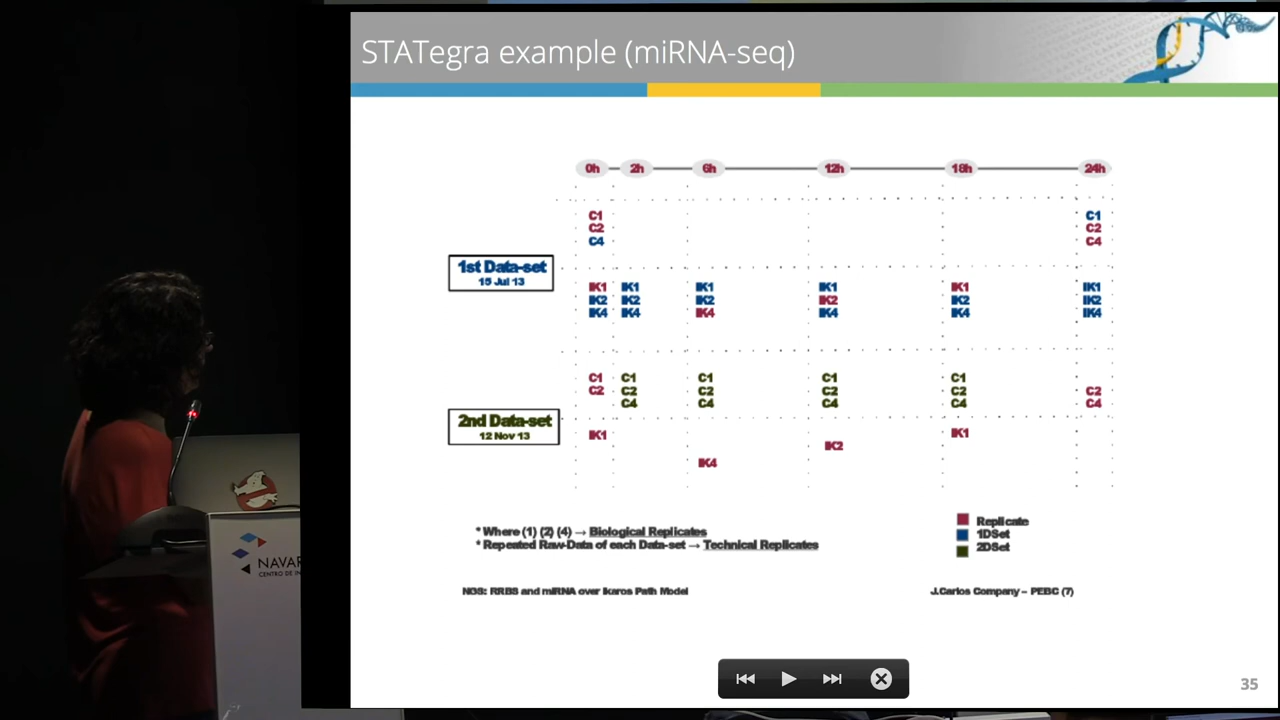 STATegra example (miRNA-seq)
0h 2h 6h 12h 18h 24h
C1 C1
C2 C2
C4 C4
1st Data-set
15 Jul 13
IK1 IK1 IK1 IK1 IK1 IK1
IK2 IK2 IK2 IK2 IK2 IK2
IK4 IK4 IK4 IK4 IK4 IK4
C1 C1 C1 C1 C1
C2 C2 C2 C2 C2 C2
C4 C4 C4 C4 C4
2nd Data-set
12 Nov 13
IK1 IK1
IK2
IK4
* Where (1) (2) (4) → Biological Replicates
* Repeated Raw-Data of each Data-set → Technical Replicates
Replicate
1DSet
2DSet
NGS: RRBS and miRNA over Ikaros Path Model
J.Carlos Company – PEBC (7)
35
NAVAR
CENTRO DE IN